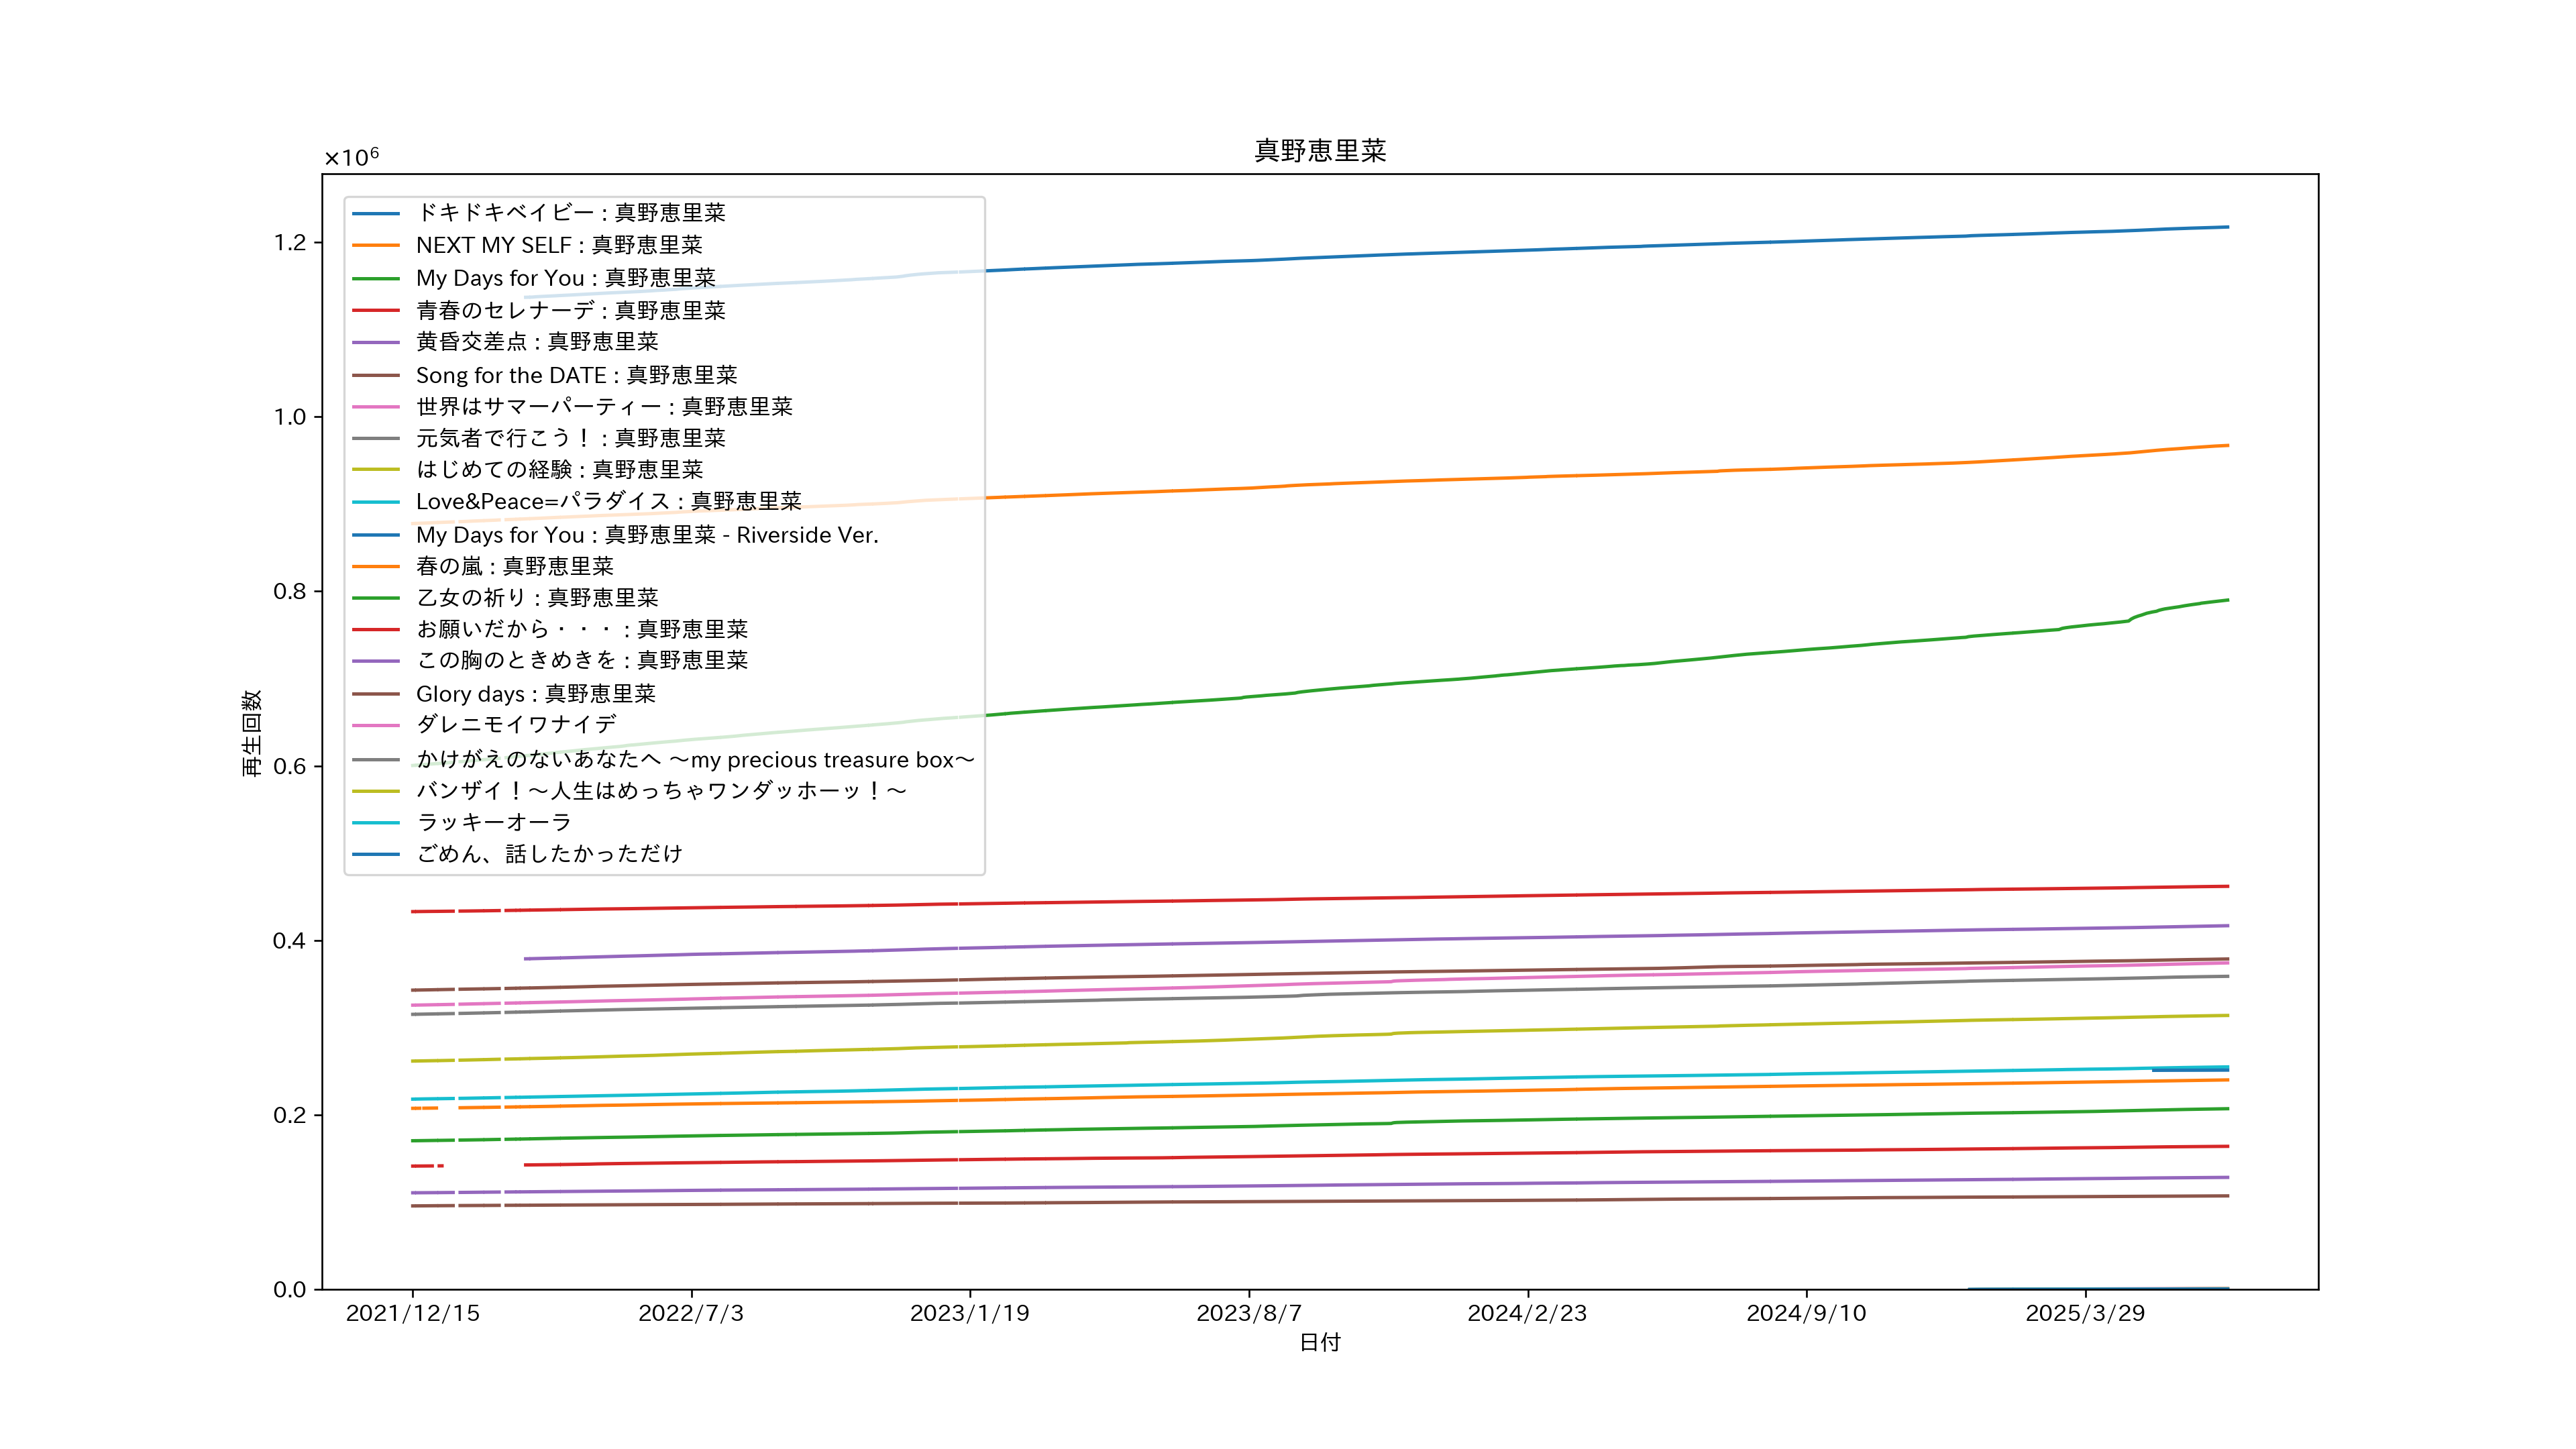 真野恵里菜
×10⁶
1.2
1.0
0.8
0.6
0.4
0.2
0.0
再生回数
ドキドキベイビー : 真野恵里菜
NEXT MY SELF : 真野恵里菜
My Days for You : 真野恵里菜
青春のセレナーデ : 真野恵里菜
黄昏交差点 : 真野恵里菜
Song for the DATE : 真野恵里菜
世界はサマーパーティー : 真野恵里菜
元気者で行こう！ : 真野恵里菜
はじめての経験 : 真野恵里菜
Love&Peace=パラダイス : 真野恵里菜
My Days for You : 真野恵里菜 - Riverside Ver.
春の嵐 : 真野恵里菜
乙女の祈り : 真野恵里菜
お願いだから・・・ : 真野恵里菜
この胸のときめきを : 真野恵里菜
Glory days : 真野恵里菜
ダレニモイワナイデ
かけがえのないあなたへ ～my precious treasure box～
バンザイ！～人生はめっちゃワンダッホーッ！～
ラッキーオーラ
ごめん、話したかっただけ
2021/12/15
2022/7/3
2023/1/19
2023/8/7
2024/2/23
2024/9/10
2025/3/29
日付